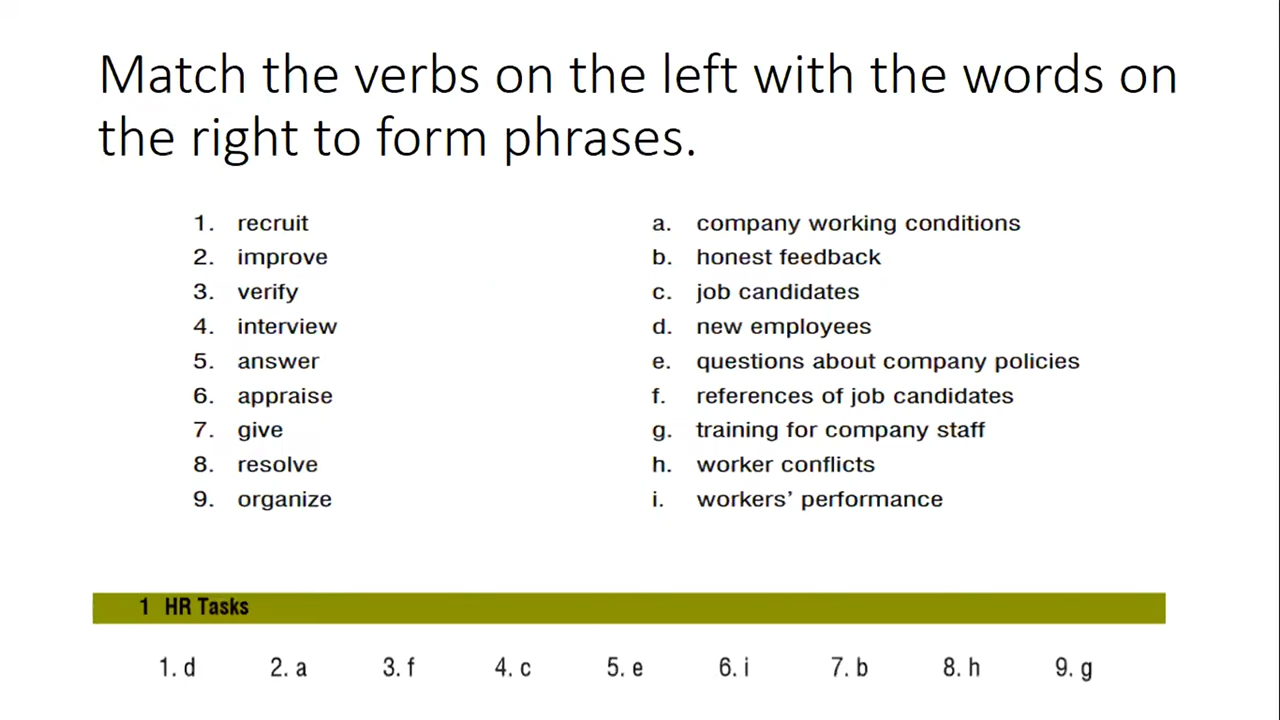 Match the verbs on the left with the words on
the right to form phrases.
1. recruit
2. improve
3. verify
4. interview
5. answer
6. appraise
7. give
8. resolve
9. organize
a. company working conditions
b. honest feedback
c. job candidates
d. new employees
e. questions about company policies
f. references of job candidates
g. training for company staff
h. worker conflicts
i. workers’ performance
1 HR Tasks
1. d 2. a 3. f 4. c 5. e 6. i 7. b 8. h 9. g